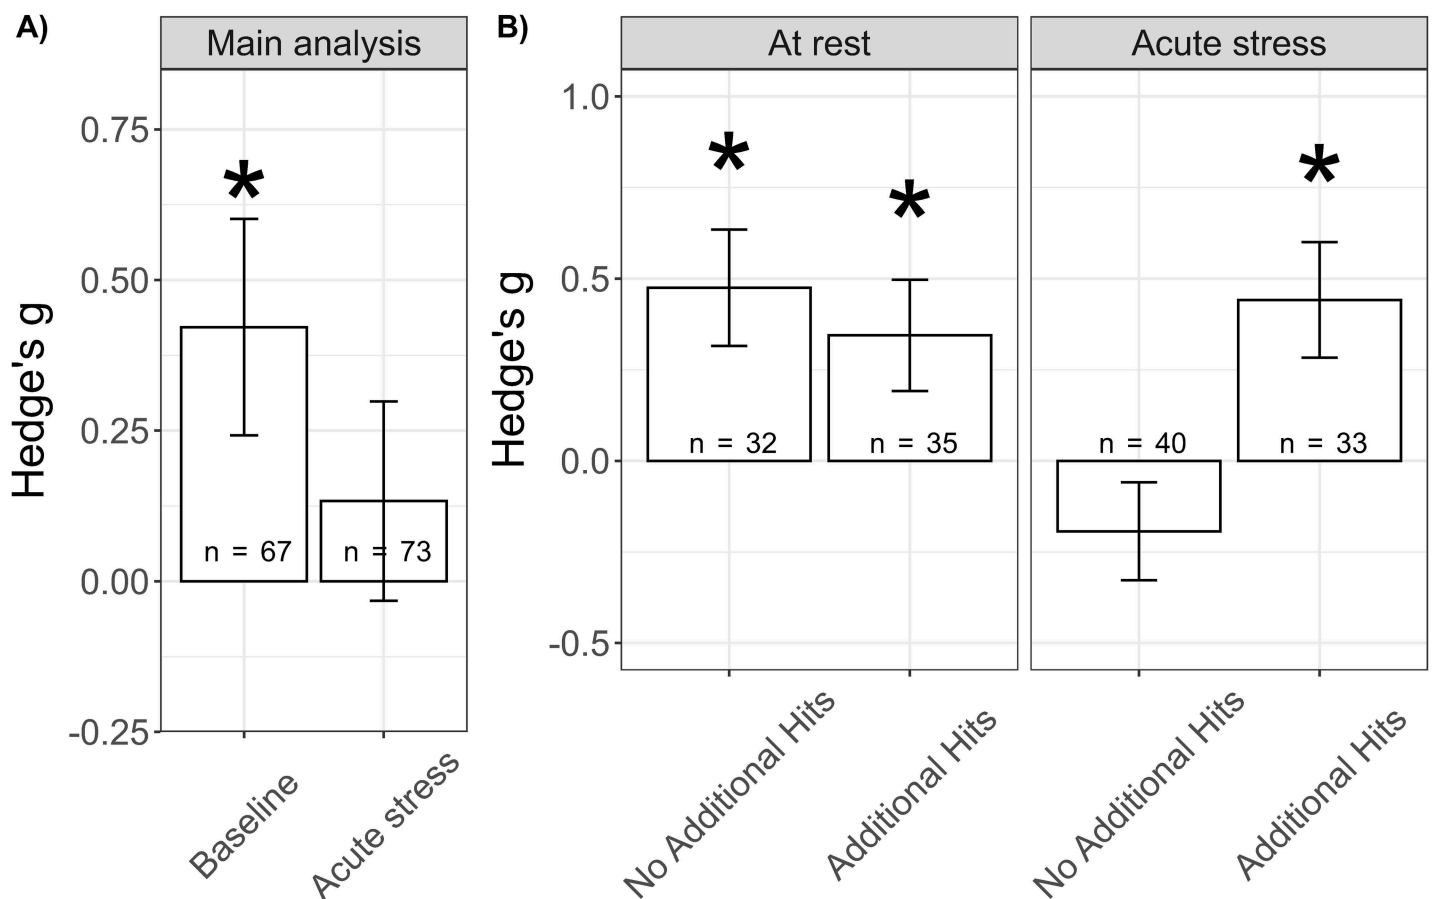 A)
Main analysis
Hedge's g
0.75
0.50
0.25
0.00
-0.25
*
n = 67
n = 73
Baseline
Acute stress
B)
At rest
Acute stress
Hedge's g
1.0
0.5
0.0
-0.5
*
*
*
n = 32
n = 35
n = 40
n = 33
No Additional Hits
Additional Hits
No Additional Hits
Additional Hits